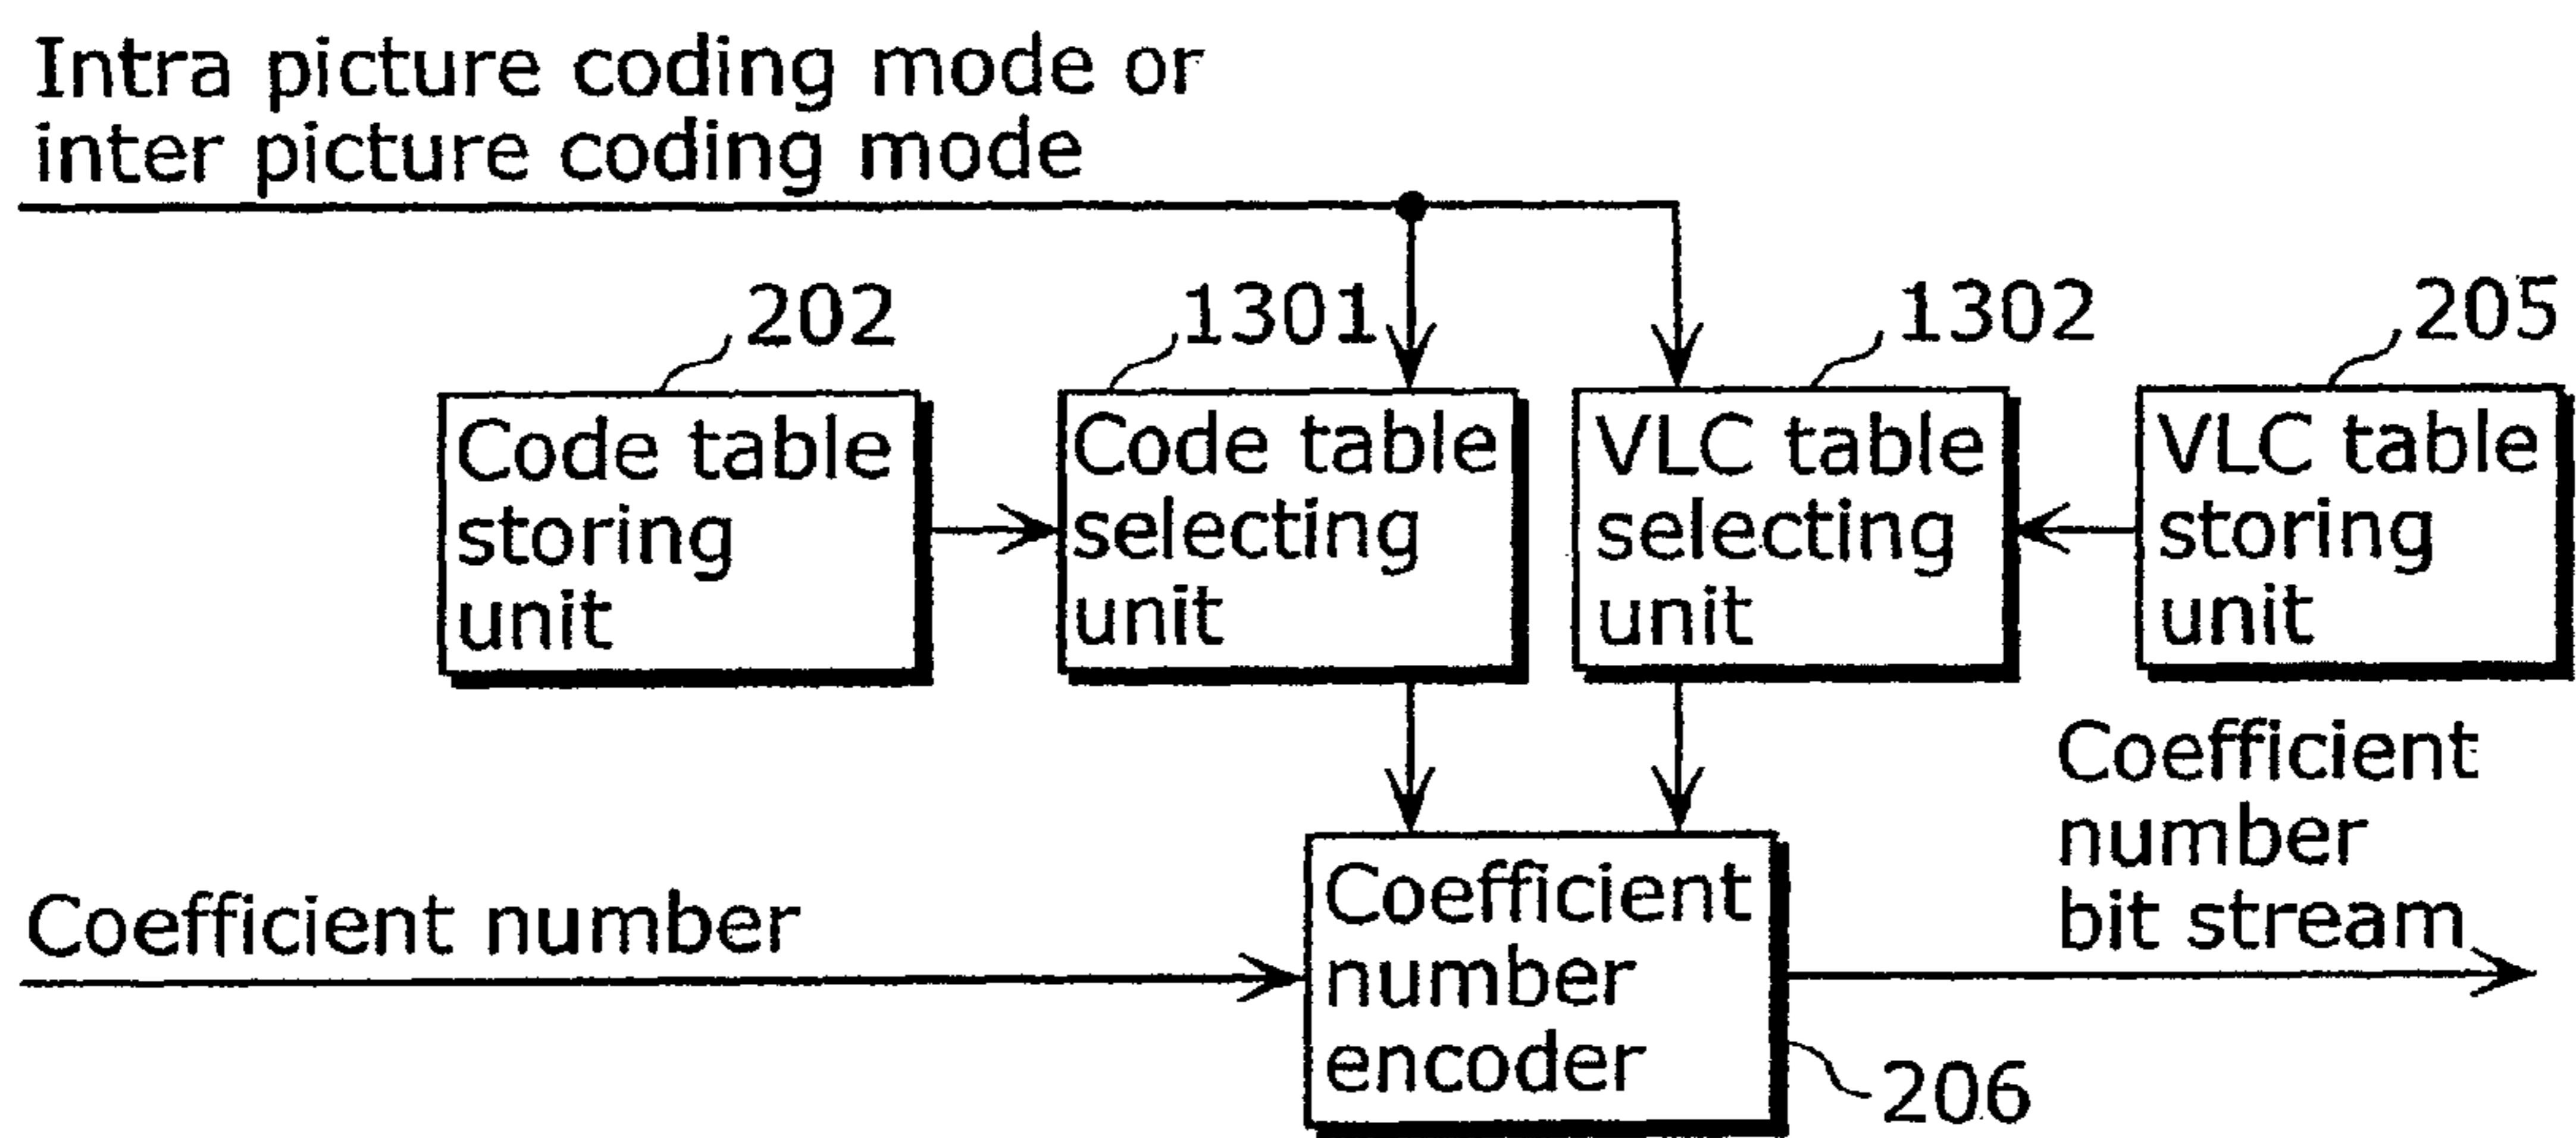 Intra picture coding mode or
inter picture coding mode
202
1301
1302
205
Code table
storing
unit
Code table
selecting
unit
VLC table
selecting
unit
VLC table
storing
unit
Coefficient number
Coefficient
number
encoder
Coefficient
number
bit stream
206